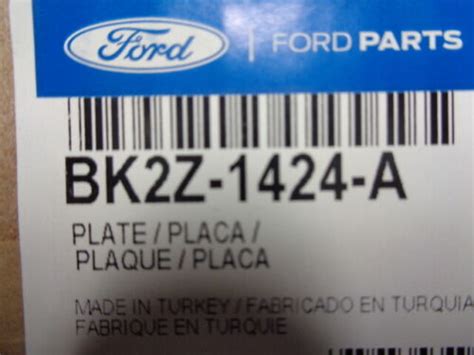 Ford | FORD PARTS
BK2Z-1424-A
PLATE / PLACA /
PLAQUE / PLACA
MADE IN TURKEY / FABRICADO EN TURQUIA
FABRIQUE EN TURQUIE